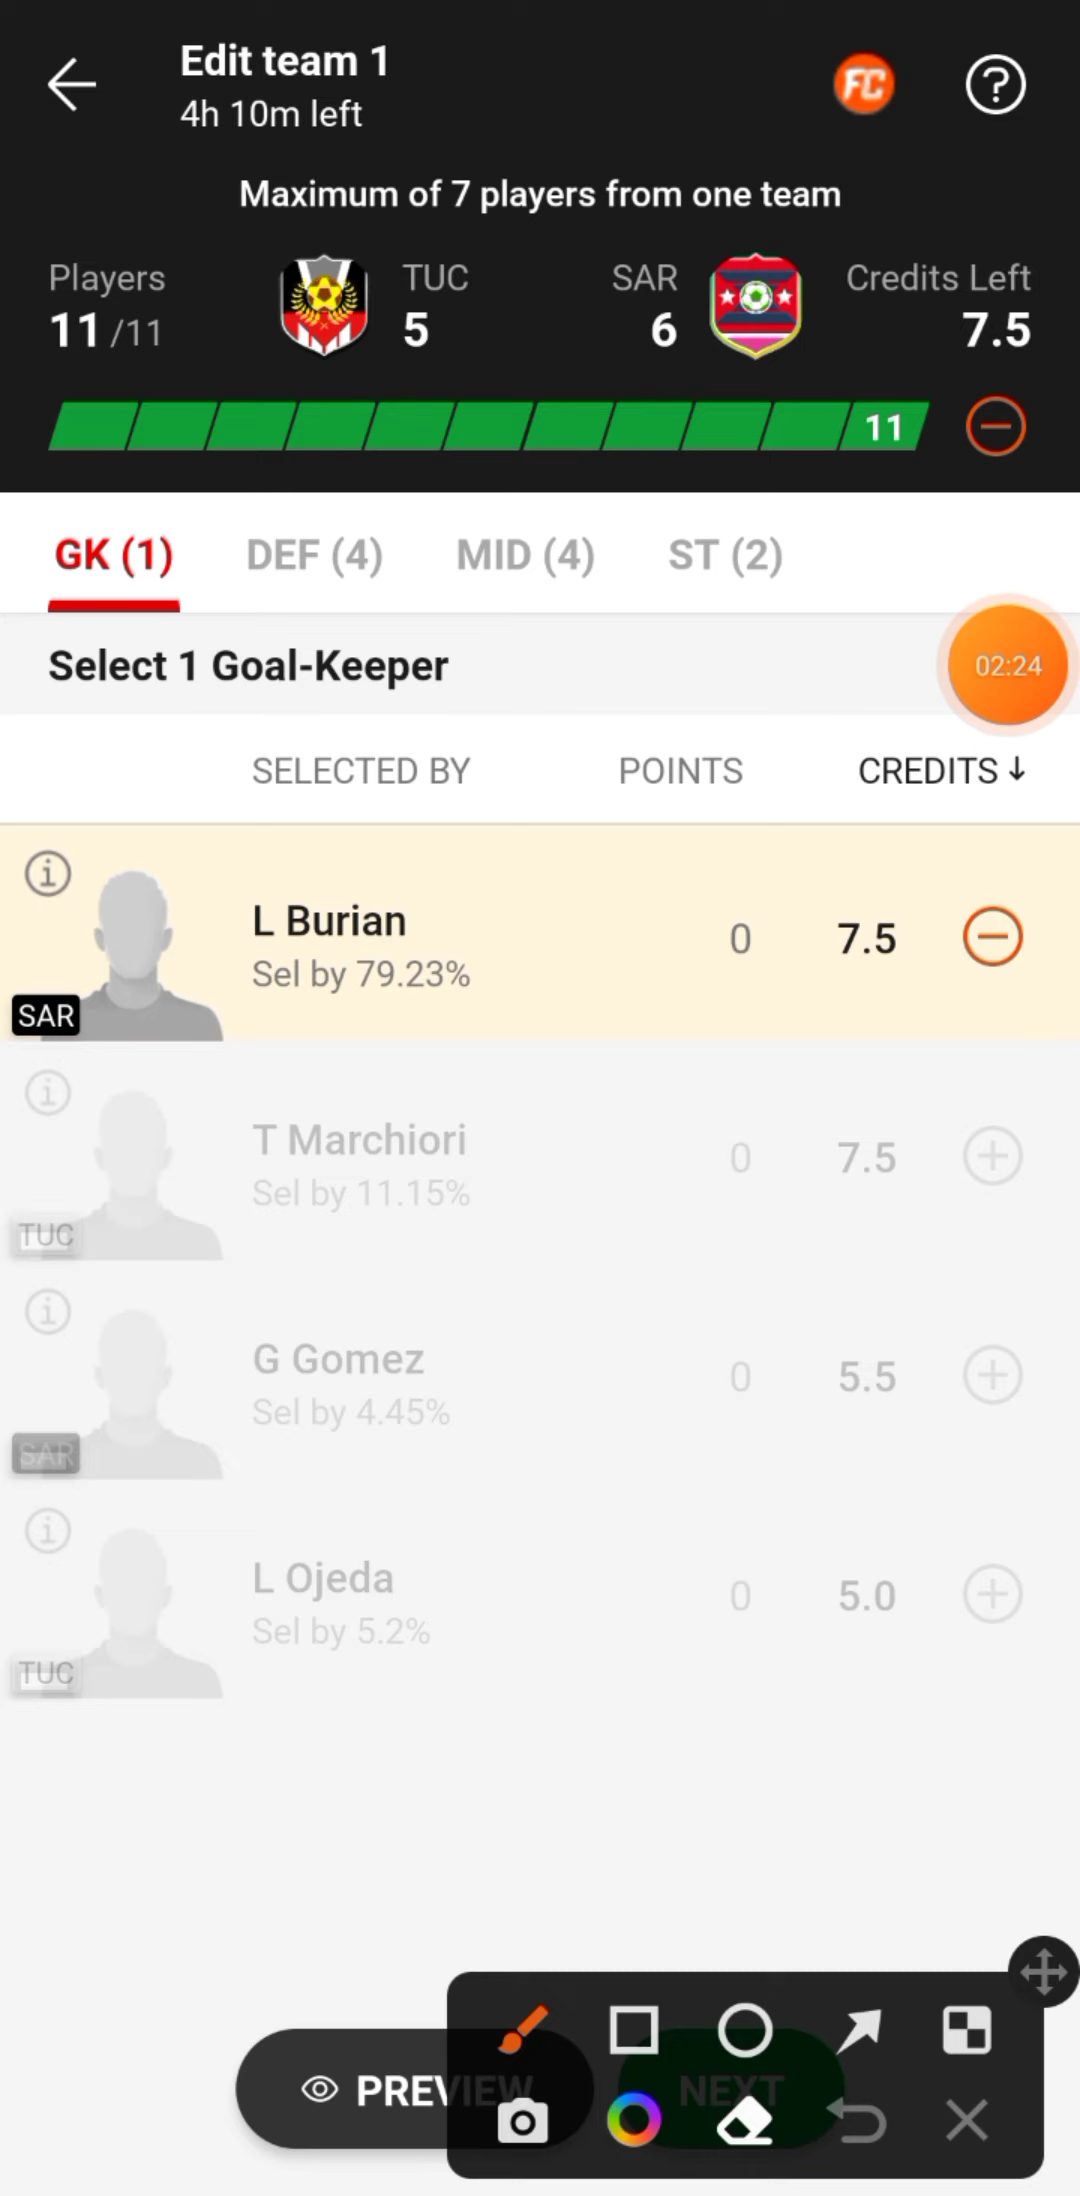 Edit team 1
4h 10m left
FC
Maximum of 7 players from one team
Players
11/11
TUC
5
SAR
6
Credits Left
7.5
11
GK (1)
DEF (4)
MID (4)
ST (2)
Select 1 Goal-Keeper
02:24
SELECTED BY
POINTS
CREDITS
L Burian
Sel by 79.23%
0
7.5
SAR
T Marchiori
Sel by 11.15%
0
7.5
TUC
G Gomez
Sel by 4.45%
0
5.5
SAR
L Ojeda
Sel by 5.2%
0
5.0
TUC
PREVIEW
NEXT